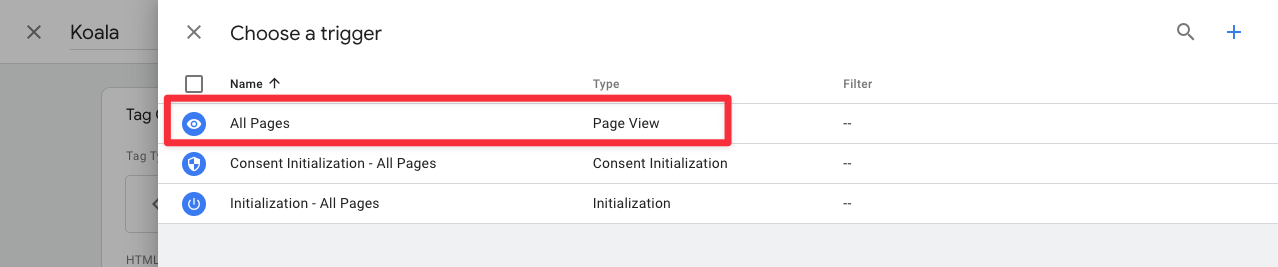 Koala
Choose a trigger
Name Type Filter
All Pages Page View --
Consent Initialization - All Pages Consent Initialization --
Initialization - All Pages Initialization --
Tag C
Tag Ty
HTML